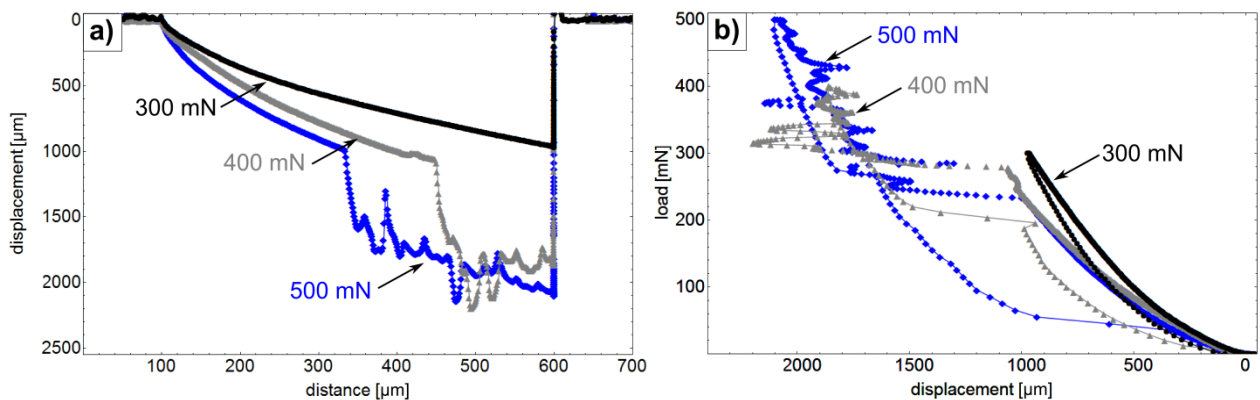 a)
0
500
1000
1500
2000
2500
displacement [µm]
300 mN
400 mN
500 mN
100 200 300 400 500 600 700
distance [µm]
b)
500
400
300
200
100
load [mN]
500 mN
400 mN
300 mN
2000 1500 1000 500 0
displacement [µm]